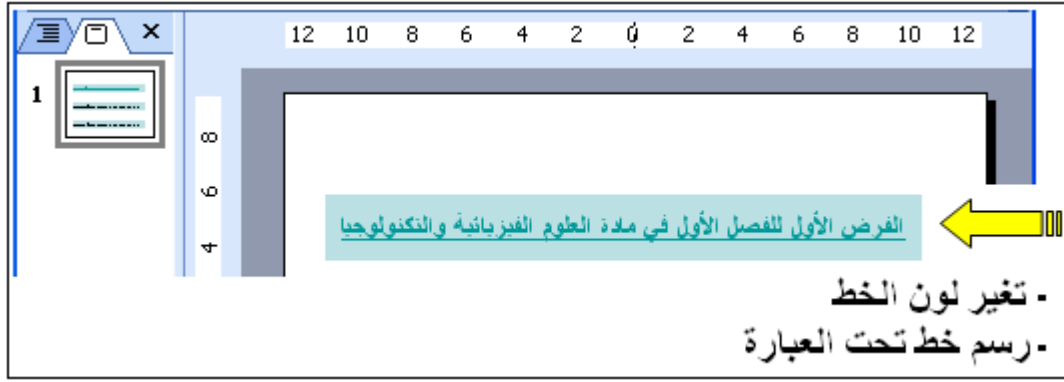 12 10 8 6 4 2 0 2 4 6 8 10 12
1
8
6
4
الفرض الأول للفصل الأول في مادة العلوم الفيزيائية والتكنولوجيا
- تغير لون الخط
- رسم خط تحت العبارة